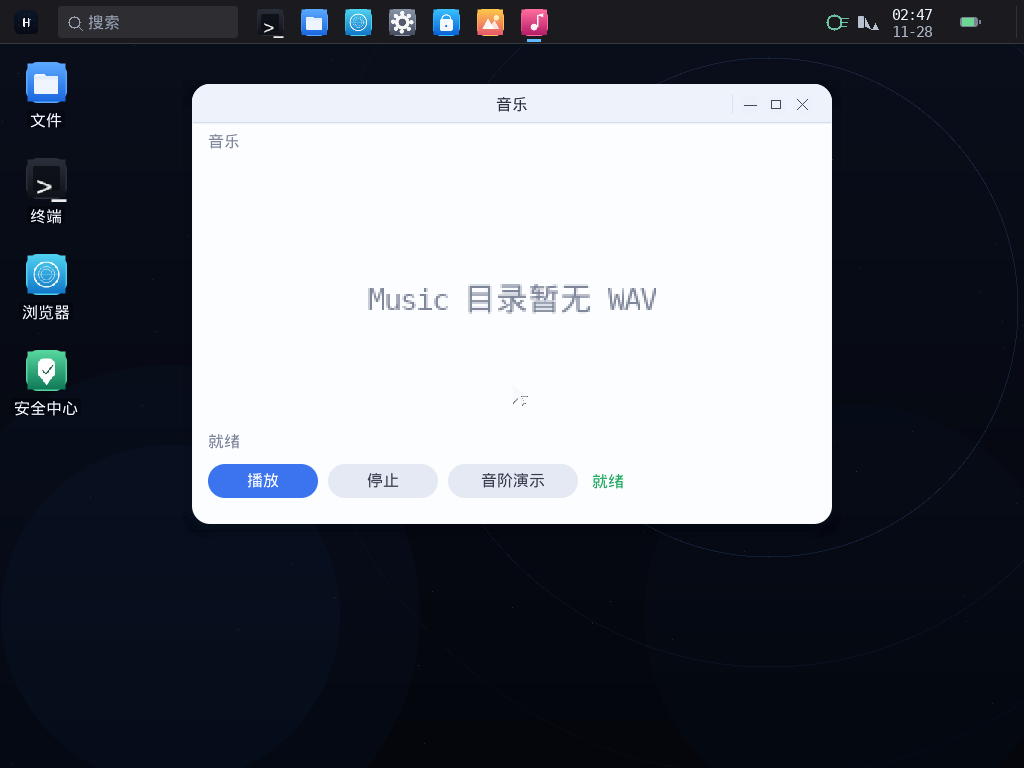 H
搜索
02:47
11-28
文件
终端
浏览器
安全中心
音乐
音乐
Music 目录暂无 WAV
就绪
播放
停止
音阶演示
就绪